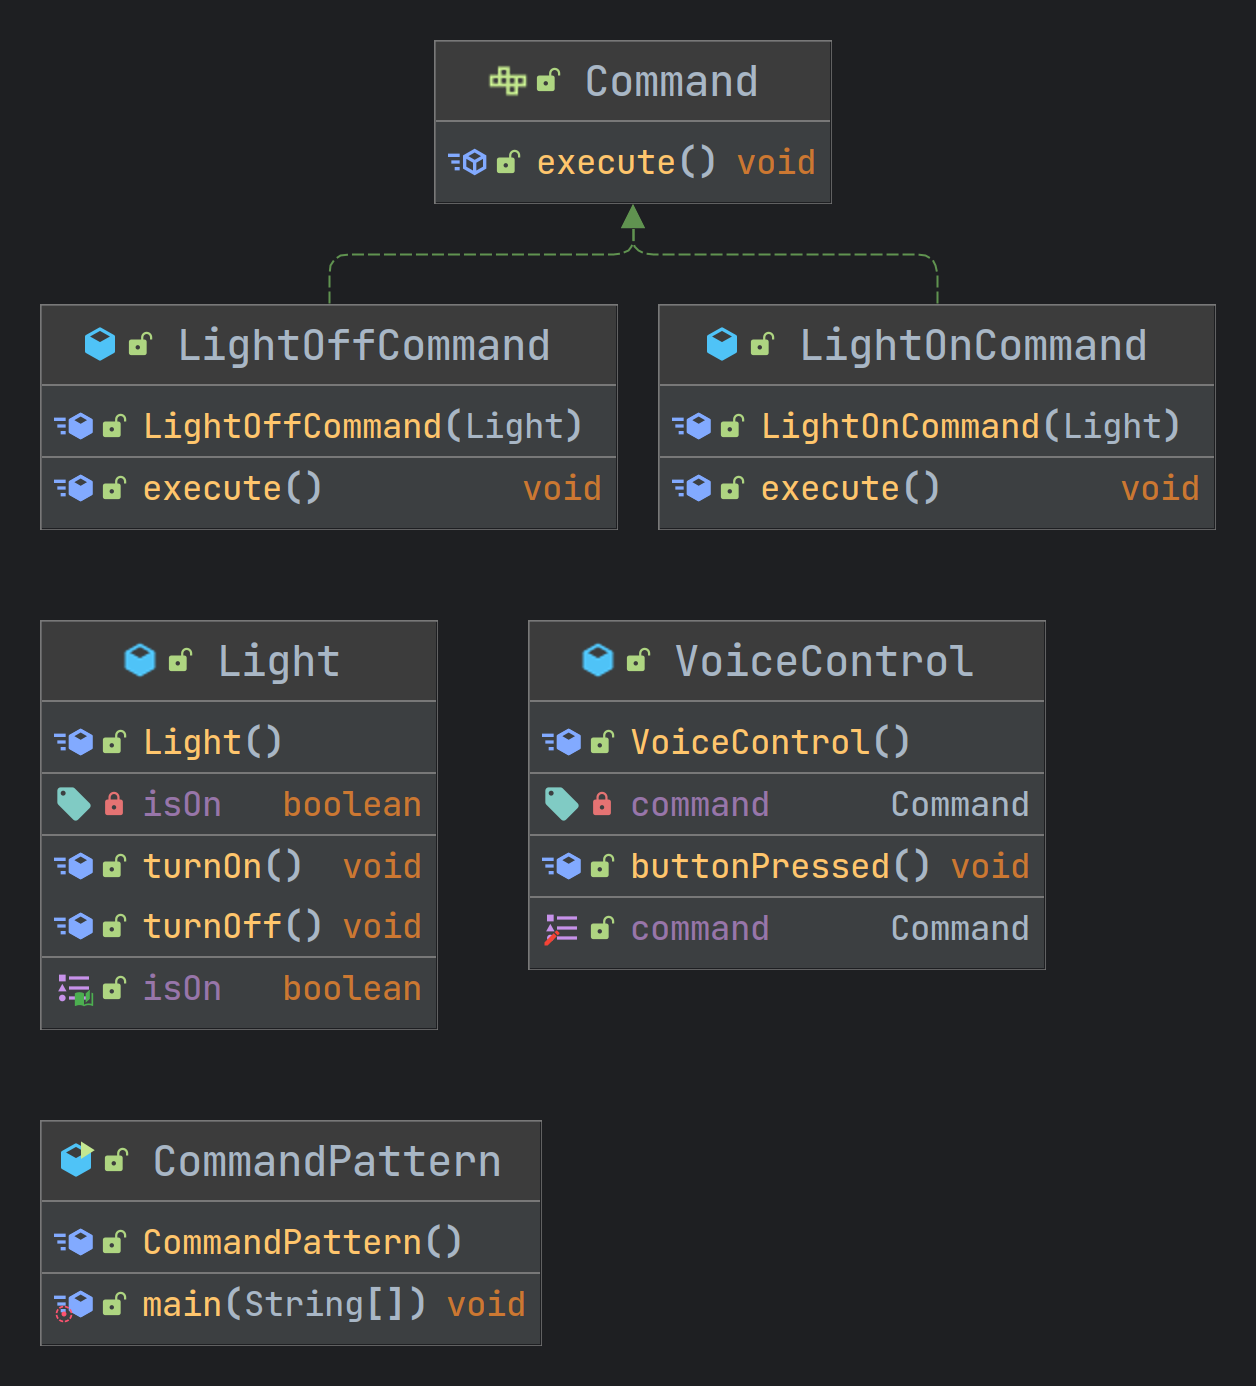 Command
execute() void
LightOffCommand
LightOffCommand(Light)
execute() void
LightOnCommand
LightOnCommand(Light)
execute() void
Light
Light()
isOn boolean
turnOn() void
turnOff() void
isOn boolean
VoiceControl
VoiceControl()
command Command
buttonPressed() void
command Command
CommandPattern
CommandPattern()
main(String[]) void